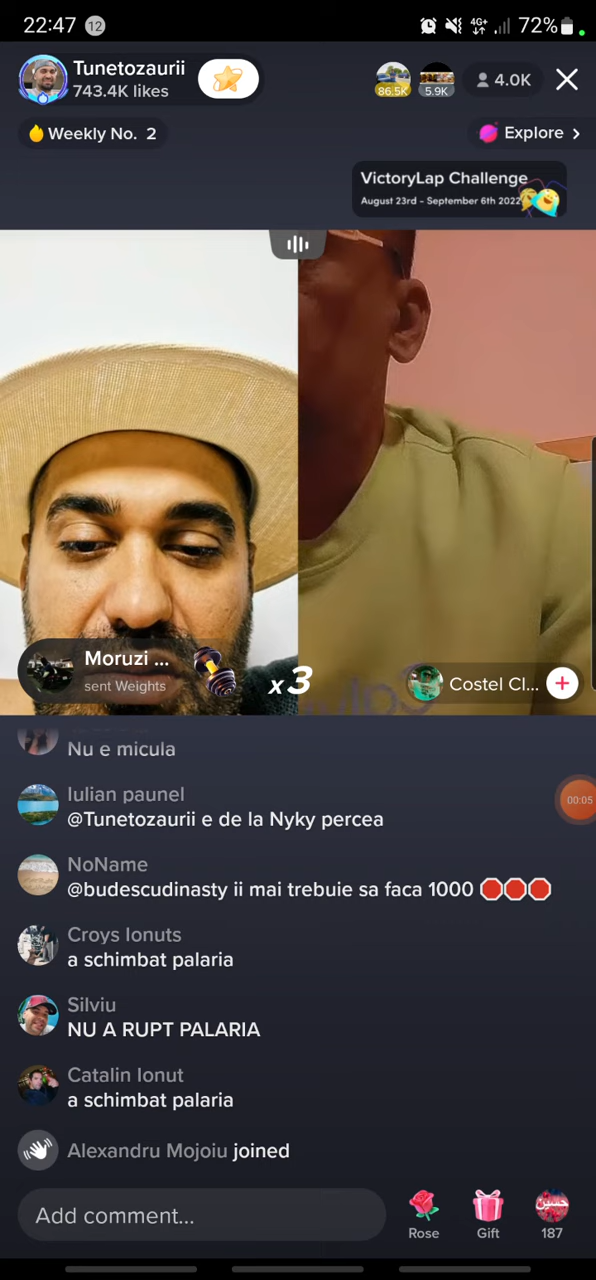 22:47 12 4G+ 72%
Tunetozaurii
743.4K likes
86.5K 5.9K 4.0K
Weekly No. 2
Explore
VictoryLap Challenge
August 23rd - September 6th 2022
Moruzi ...
sent Weights
x3
Costel Cl...
Nu e micula
00:05
Iulian paunel
@Tunetozaurii e de la Nyky percea
NoName
@budescudinasty ii mai trebuie sa faca 1000 🛑🛑🛑
Croys Ionuts
a schimbat palaria
Silviu
NU A RUPT PALARIA
Catalin Ionut
a schimbat palaria
Alexandru Mojoiu joined
Add comment...
Rose
Gift
حسين
187